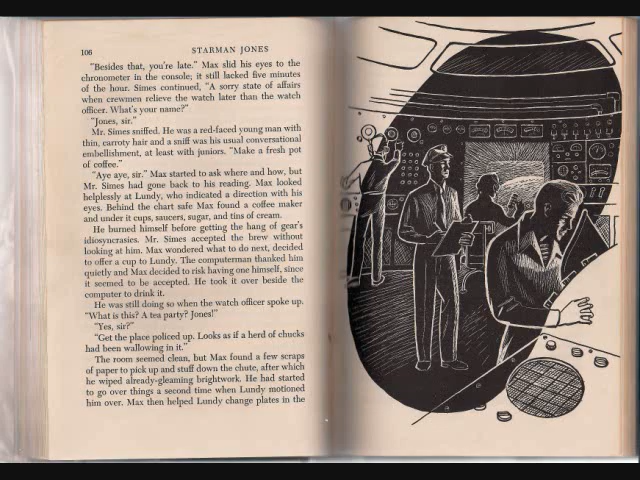 106 STARMAN JONES
"Besides that, you're late." Max slid his eyes to the
chronometer in the console; it still lacked five minutes
of the hour. Simes continued, "A sorry state of affairs
when crewmen relieve the watch later than the watch
officer. What's your name?"
"Jones, sir."
Mr. Simes sniffed. He was a red-faced young man with
thin, carroty hair and a sniff was his usual conversational
embellishment, at least with juniors. "Make a fresh pot
of coffee."
"Aye aye, sir." Max started to ask where and how, but
Mr. Simes had gone back to his reading. Max looked
helplessly at Lundy, who indicated a direction with his
eyes. Behind the chart safe Max found a coffee maker
and under it cups, saucers, sugar, and tins of cream.
He burned himself before getting the hang of gear's
idiosyncrasies. Mr. Simes accepted the brew without
looking at him. Max wondered what to do next, decided
to offer a cup to Lundy. The computerman thanked him
quietly and Max decided to risk having one himself, since
it seemed to be accepted. He took it over beside the
computer to drink it.
He was still doing so when the watch officer spoke up.
"What is this? A tea party? Jones!"
"Yes, sir?"
"Get the place policed up. Looks as if a herd of chucks
had been wallowing in it."
The room seemed clean, but Max found a few scraps
of paper to pick up and stuff down the chute, after which
he wiped already-gleaming brightwork. He had started
to go over things a second time when Lundy motioned
him over. Max then helped Lundy change plates in the